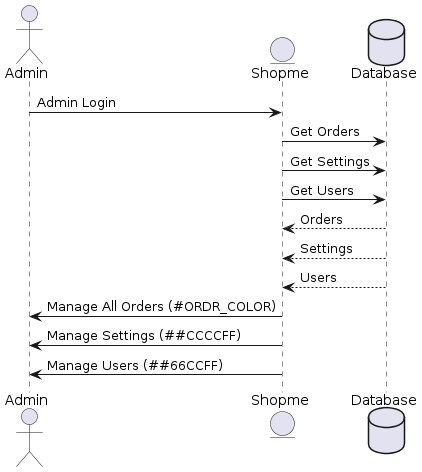 Admin
Shopme
Database
Admin Login
Get Orders
Get Settings
Get Users
Orders
Settings
Users
Manage All Orders (#ORDR_COLOR)
Manage Settings (##CCCCFF)
Manage Users (##66CCFF)
Admin
Shopme
Database